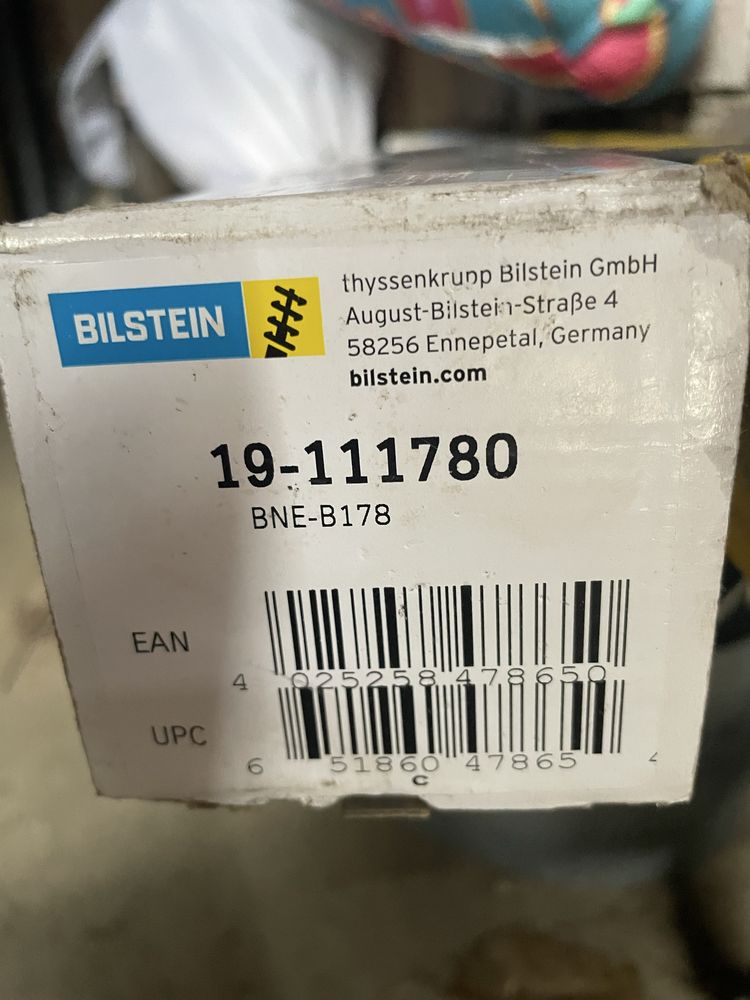 BILSTEIN
thyssenkrupp Bilstein GmbH
August-Bilstein-Straße 4
58256 Ennepetal, Germany
bilstein.com
19-111780
BNE-B178
EAN
4 025258 478650
UPC
6 51860 47865 4
C